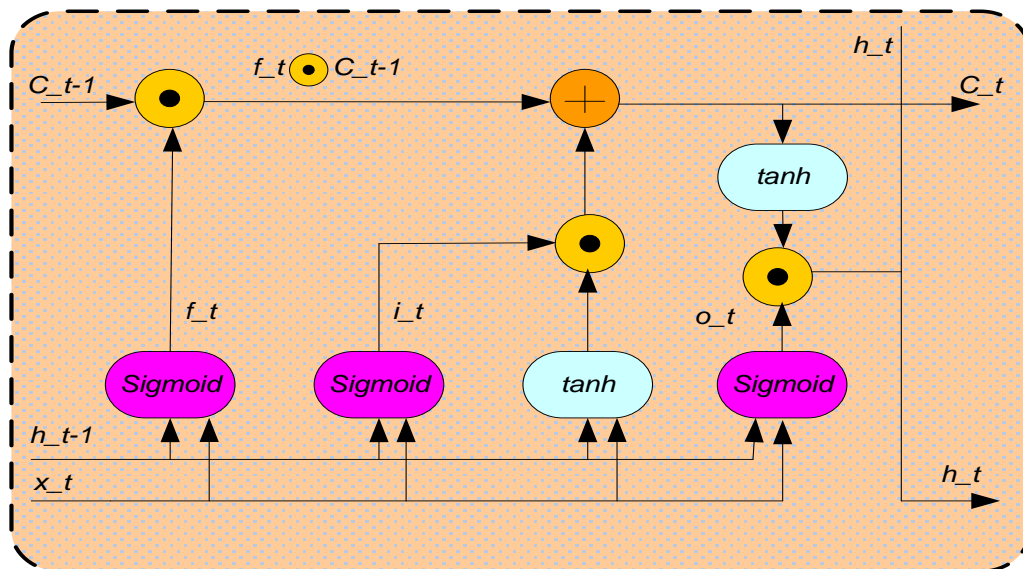 h_t
C_t-1
f_t C_t-1
C_t
tanh
f_t
i_t
o_t
Sigmoid
Sigmoid
tanh
Sigmoid
h_t-1
x_t
h_t